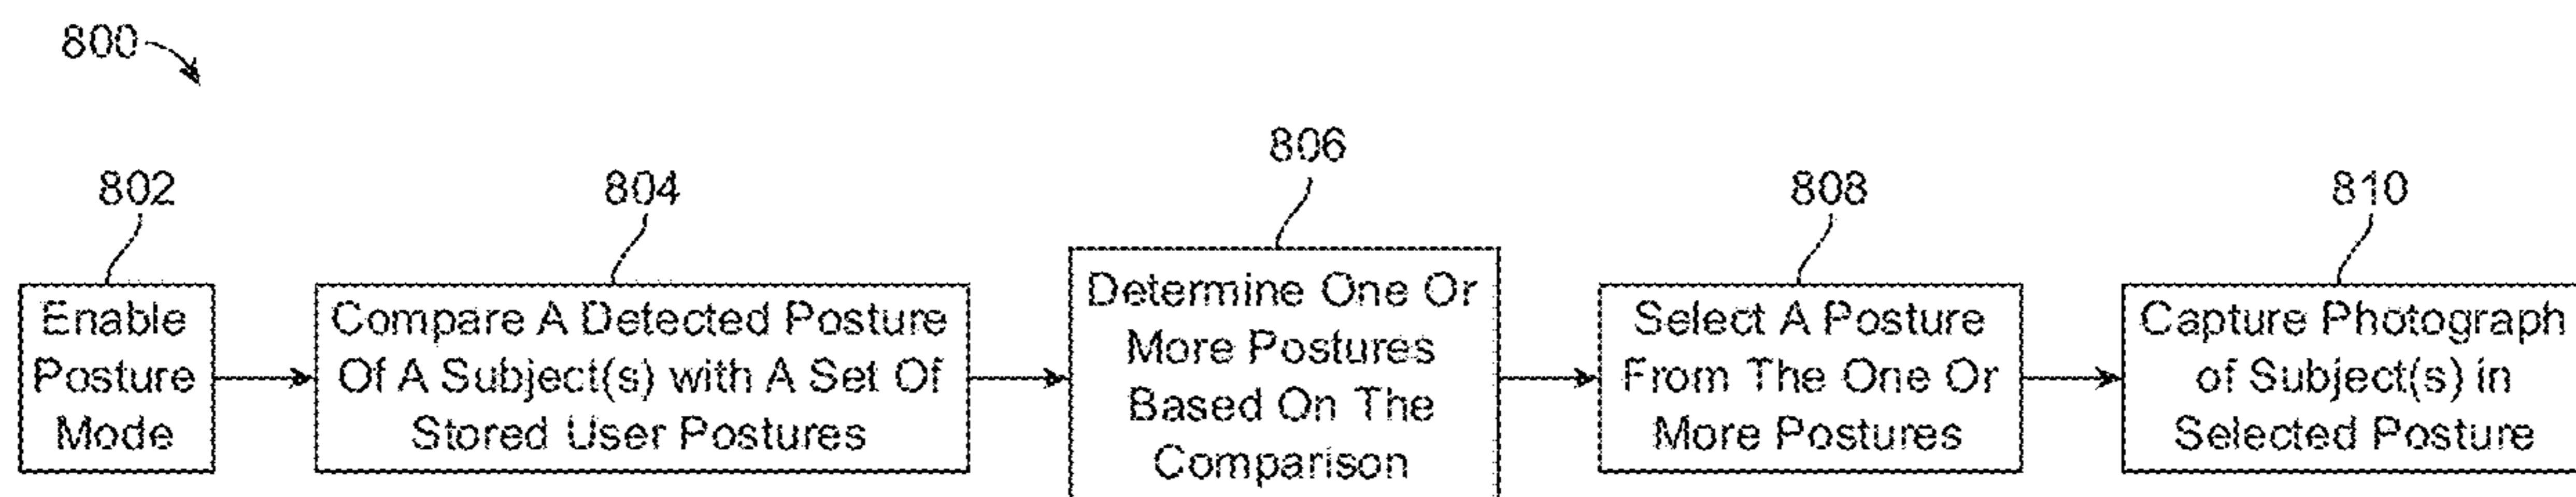 800
802
804
806
808
810
Enable
Posture
Mode
Compare A Detected Posture
Of A Subject(s) with A Set Of
Stored User Postures
Determine One Or
More Postures
Based On The
Comparison
Select A Posture
From The One Or
More Postures
Capture Photograph
of Subject(s) in
Selected Posture